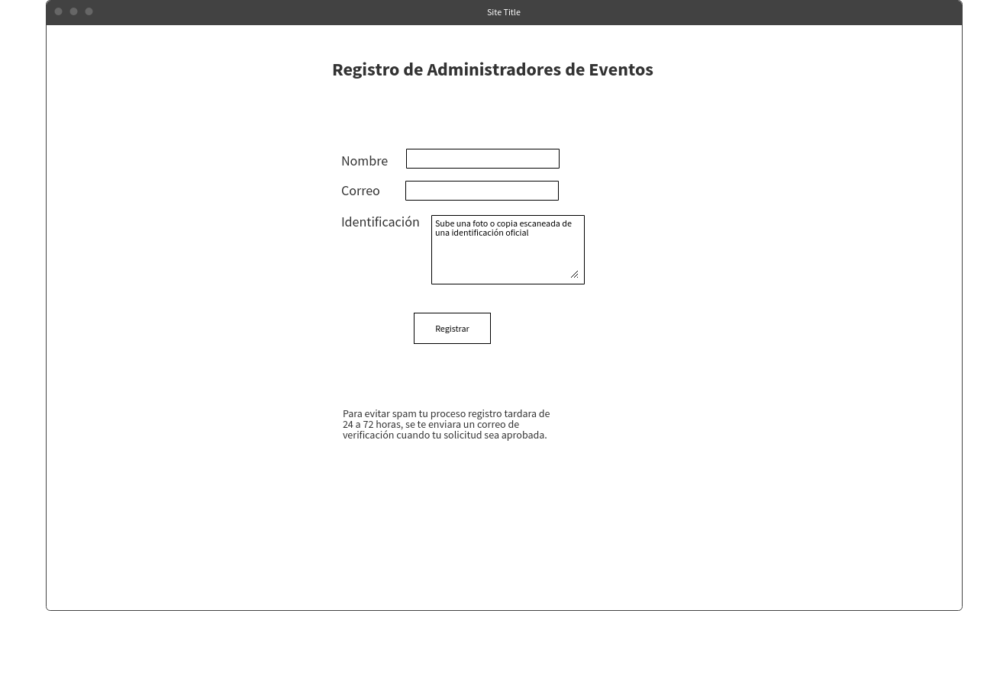 Site Title
Registro de Administradores de Eventos
Nombre
Correo
Identificación
Sube una foto o copia escaneada de
una identificación oficial
Registrar
Para evitar spam tu proceso registro tardara de
24 a 72 horas, se te enviara un correo de
verificación cuando tu solicitud sea aprobada.